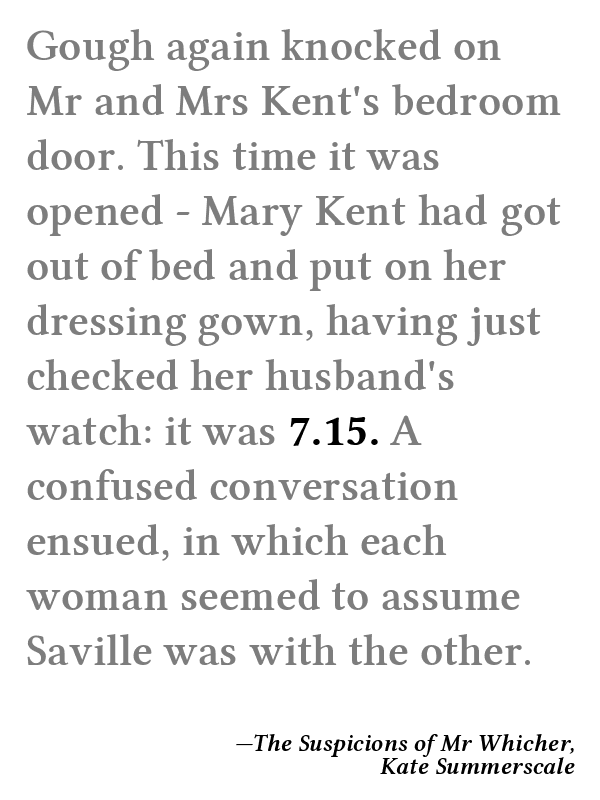 Gough again knocked on
Mr and Mrs Kent's bedroom
door. This time it was
opened - Mary Kent had got
out of bed and put on her
dressing gown, having just
checked her husband's
watch: it was 7.15. A
confused conversation
ensued, in which each
woman seemed to assume
Saville was with the other.
—The Suspicions of Mr Whicher,
Kate Summerscale